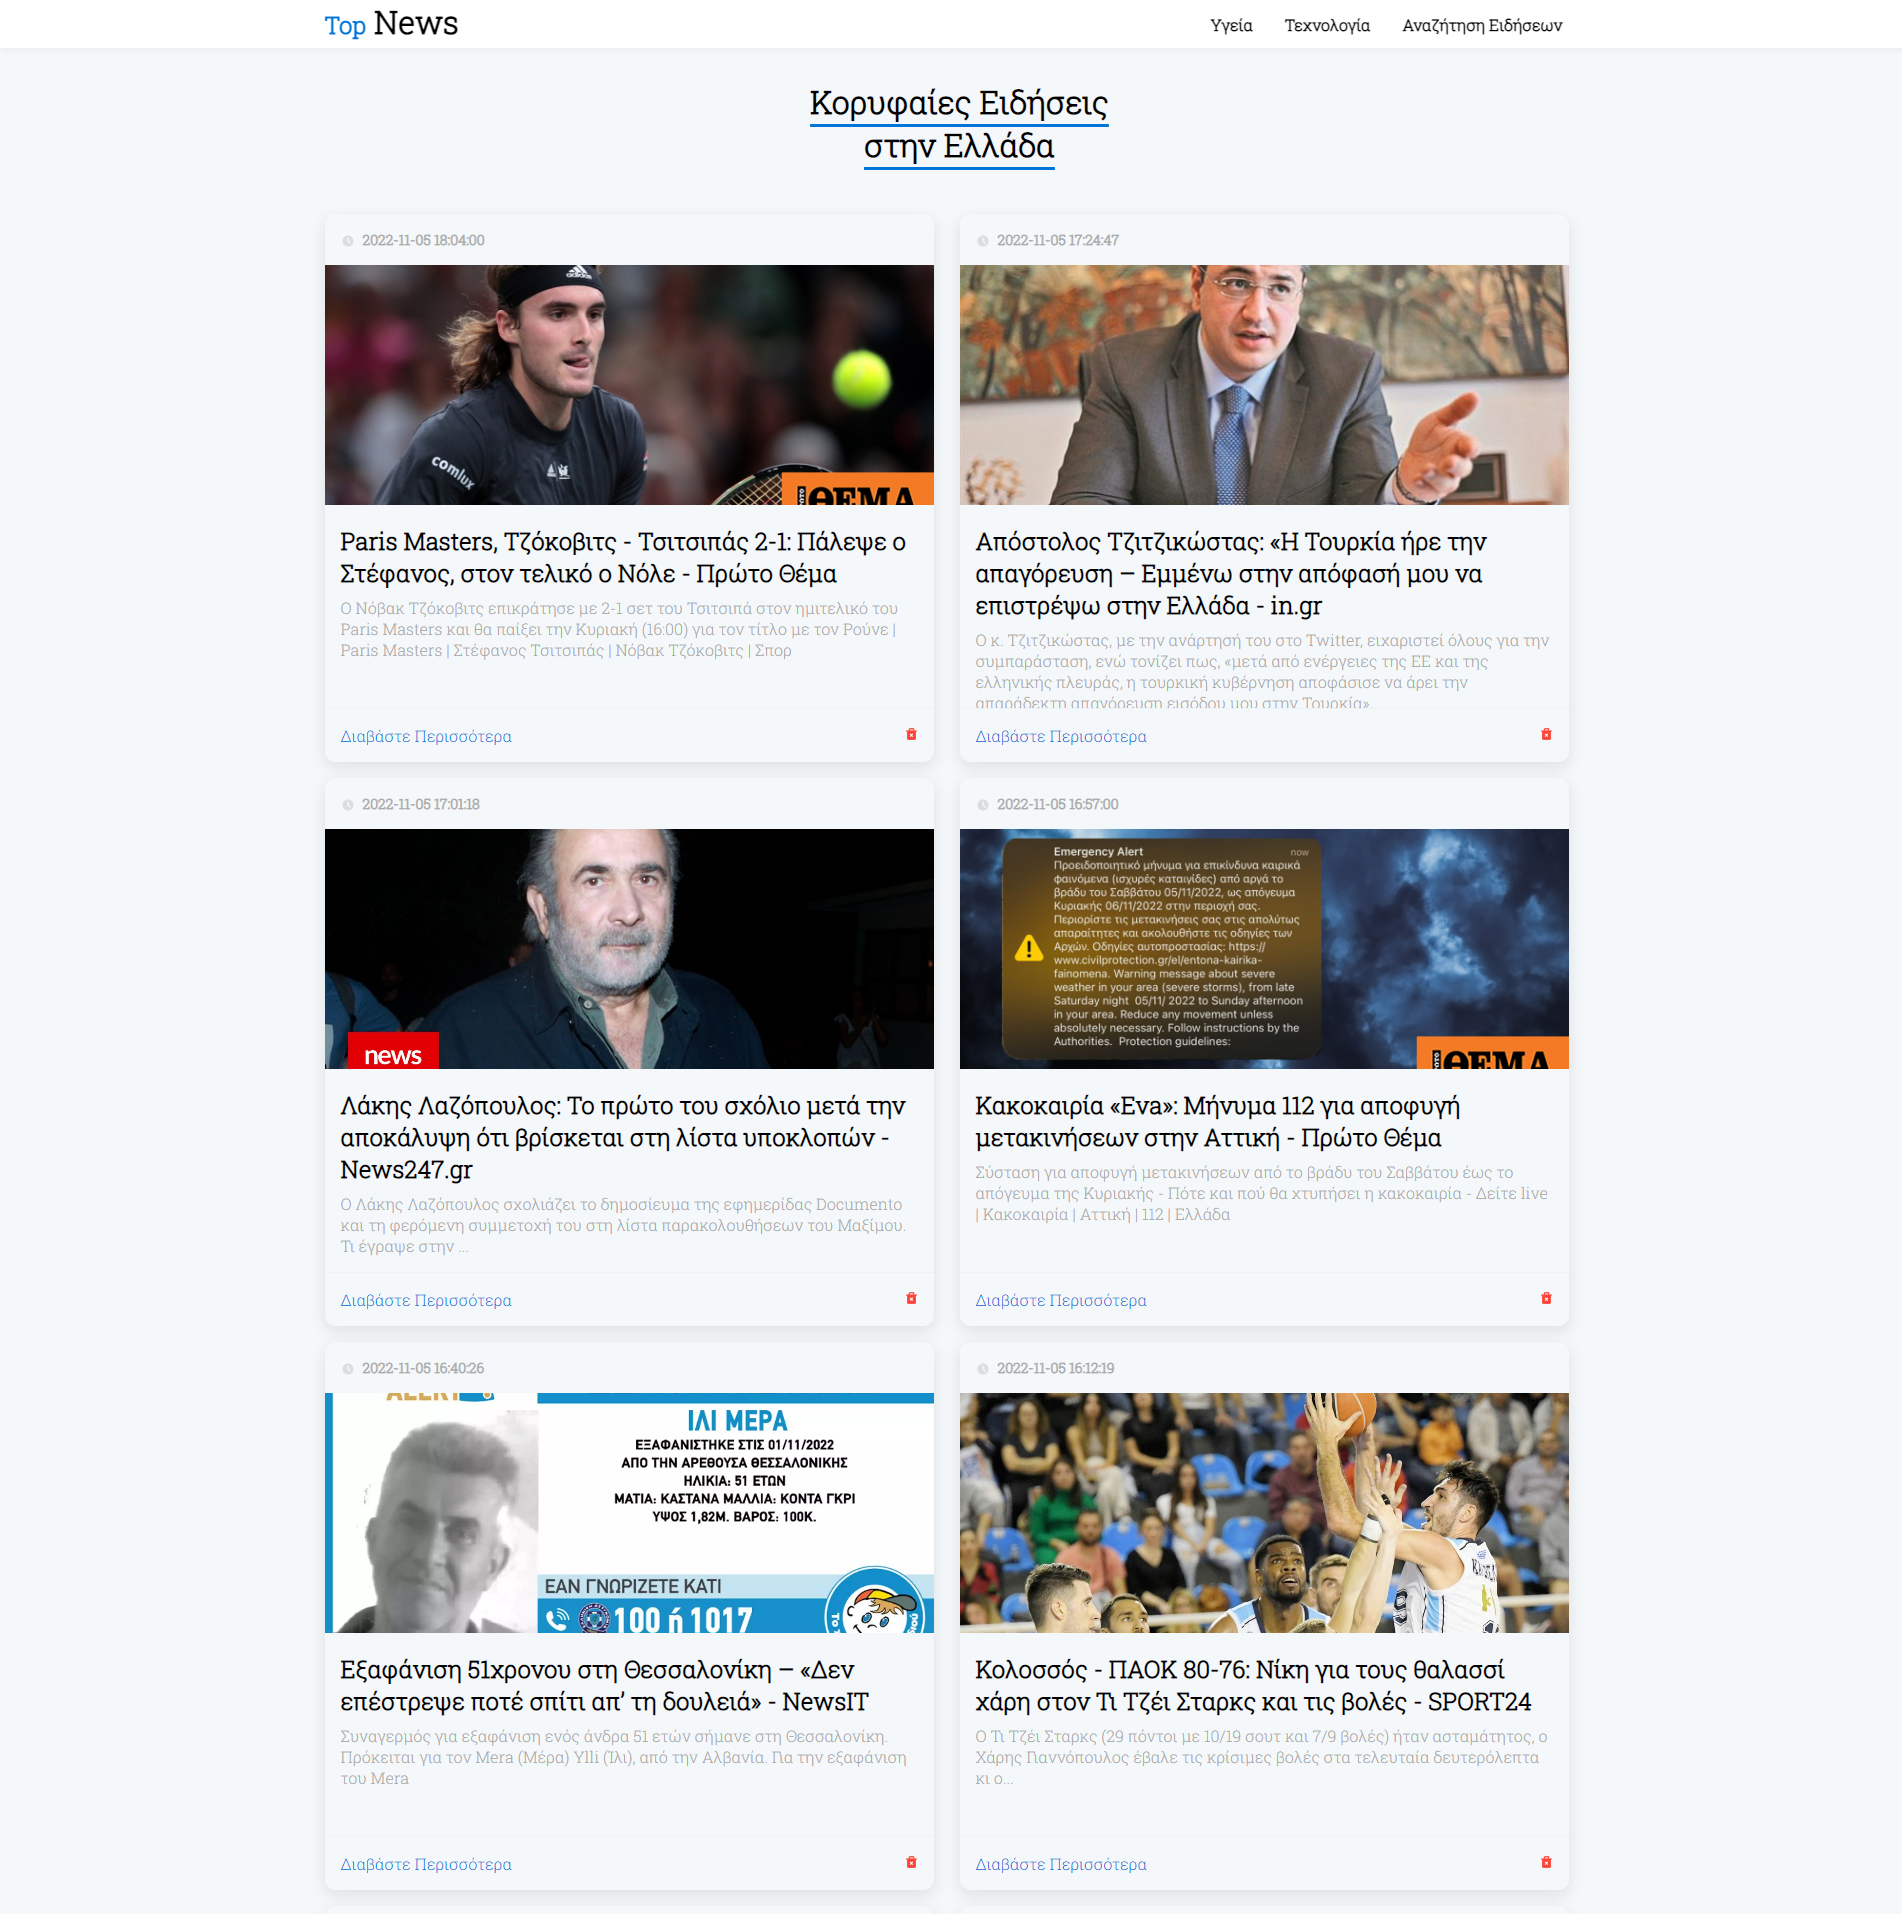 Top News
Υγεία
Τεχνολογία
Αναζήτηση Ειδήσεων
Κορυφαίες Ειδήσεις
στην Ελλάδα
2022-11-05 18:04:00
comlux
ΘΕΜΑ
Paris Masters, Τζόκοβιτς - Τσιτσιπάς 2-1: Πάλεψε ο
Στέφανος, στον τελικό ο Νόλε - Πρώτο Θέμα
Ο Νόβακ Τζόκοβιτς επικράτησε με 2-1 σετ του Τσιτσιπά στον ημιτελικό του
Paris Masters και θα παίξει την Κυριακή (16:00) για τον τίτλο με τον Ρούνε |
Paris Masters | Στέφανος Τσιτσιπάς | Νόβακ Τζόκοβιτς | Σπορ
Διαβάστε Περισσότερα
2022-11-05 17:24:47
Απόστολος Τζιτζικώστας: «Η Τουρκία ήρε την
απαγόρευση – Εμμένω στην απόφασή μου να
επιστρέψω στην Ελλάδα - in.gr
Ο κ. Τζιτζικώστας, με την ανάρτησή του στο Twitter, ειχαριστεί όλους για την
συμπαράσταση, ενώ τονίζει πως, «μετά από ενέργειες της ΕΕ και της
ελληνικής πλευράς, η τουρκική κυβέρνηση αποφάσισε να άρει την
απαράδεκτη απαγόρευση εισόδου μου στην Τουρκία»
Διαβάστε Περισσότερα
2022-11-05 17:01:18
news
Λάκης Λαζόπουλος: Το πρώτο του σχόλιο μετά την
αποκάλυψη ότι βρίσκεται στη λίστα υποκλοπών -
News247.gr
Ο Λάκης Λαζόπουλος σχολιάζει το δημοσίευμα της εφημερίδας Documento
και τη φερόμενη συμμετοχή του στη λίστα παρακολουθήσεων του Μαξίμου.
Τι έγραψε στην ...
Διαβάστε Περισσότερα
2022-11-05 16:57:00
Emergency Alert now
Προειδοποιητικό μήνυμα για επικίνδυνα καιρικά
φαινόμενα (ισχυρές καταιγίδες) από αργά το
βράδυ του Σαββάτου 05/11/2022, ως απόγευμα
Κυριακής 06/11/2022 στην περιοχή σας.
Περιορίστε τις μετακινήσεις σας στις απολύτως
απαραίτητες και ακολουθήστε τις οδηγίες των
Αρχών. Οδηγίες αυτοπροστασίας: https://
www.civilprotection.gr/el/entona-kairika-
fainomena. Warning message about severe
weather in your area (severe storms), from late
Saturday night 05/11/ 2022 to Sunday afternoon
in your area. Reduce any movement unless
absolutely necessary. Follow instructions by the
Authorities. Protection guidelines:
ΘΕΜΑ
Κακοκαιρία «Eva»: Μήνυμα 112 για αποφυγή
μετακινήσεων στην Αττική - Πρώτο Θέμα
Σύσταση για αποφυγή μετακινήσεων από το βράδυ του Σαββάτου έως το
απόγευμα της Κυριακής - Πότε και πού θα χτυπήσει η κακοκαιρία - Δείτε live
| Κακοκαιρία | Αττική | 112 | Ελλάδα
Διαβάστε Περισσότερα
2022-11-05 16:40:26
ΙΛΙ ΜΕΡΑ
ΕΞΑΦΑΝΙΣΤΗΚΕ ΣΤΙΣ 01/11/2022
ΑΠΟ ΤΗΝ ΑΡΕΘΟΥΣΑ ΘΕΣΣΑΛΟΝΙΚΗΣ
ΗΛΙΚΙΑ: 51 ΕΤΩΝ
ΜΑΤΙΑ: ΚΑΣΤΑΝΑ ΜΑΛΛΙΑ: ΚΟΝΤΑ ΓΚΡΙ
ΥΨΟΣ 1,82Μ. ΒΑΡΟΣ: 100Κ.
ΕΑΝ ΓΝΩΡΙΖΕΤΕ ΚΑΤΙ
100 ή 1017
Εξαφάνιση 51χρονου στη Θεσσαλονίκη – «Δεν
επέστρεψε ποτέ σπίτι απ’ τη δουλειά» - NewsIT
Συναγερμός για εξαφάνιση ενός άνδρα 51 ετών σήμανε στη Θεσσαλονίκη.
Πρόκειται για τον Mera (Μέρα) Ylli (Ίλι), από την Αλβανία. Για την εξαφάνιση
του Mera
Διαβάστε Περισσότερα
2022-11-05 16:12:19
Κολοσσός - ΠΑΟΚ 80-76: Νίκη για τους θαλασσί
χάρη στον Τι Τζέι Σταρκς και τις βολές - SPORT24
Ο Τι Τζέι Σταρκς (29 πόντοι με 10/19 σουτ και 7/9 βολές) ήταν ασταμάτητος, ο
Χάρης Γιαννόπουλος έβαλε τις κρίσιμες βολές στα τελευταία δευτερόλεπτα
κι ο...
Διαβάστε Περισσότερα